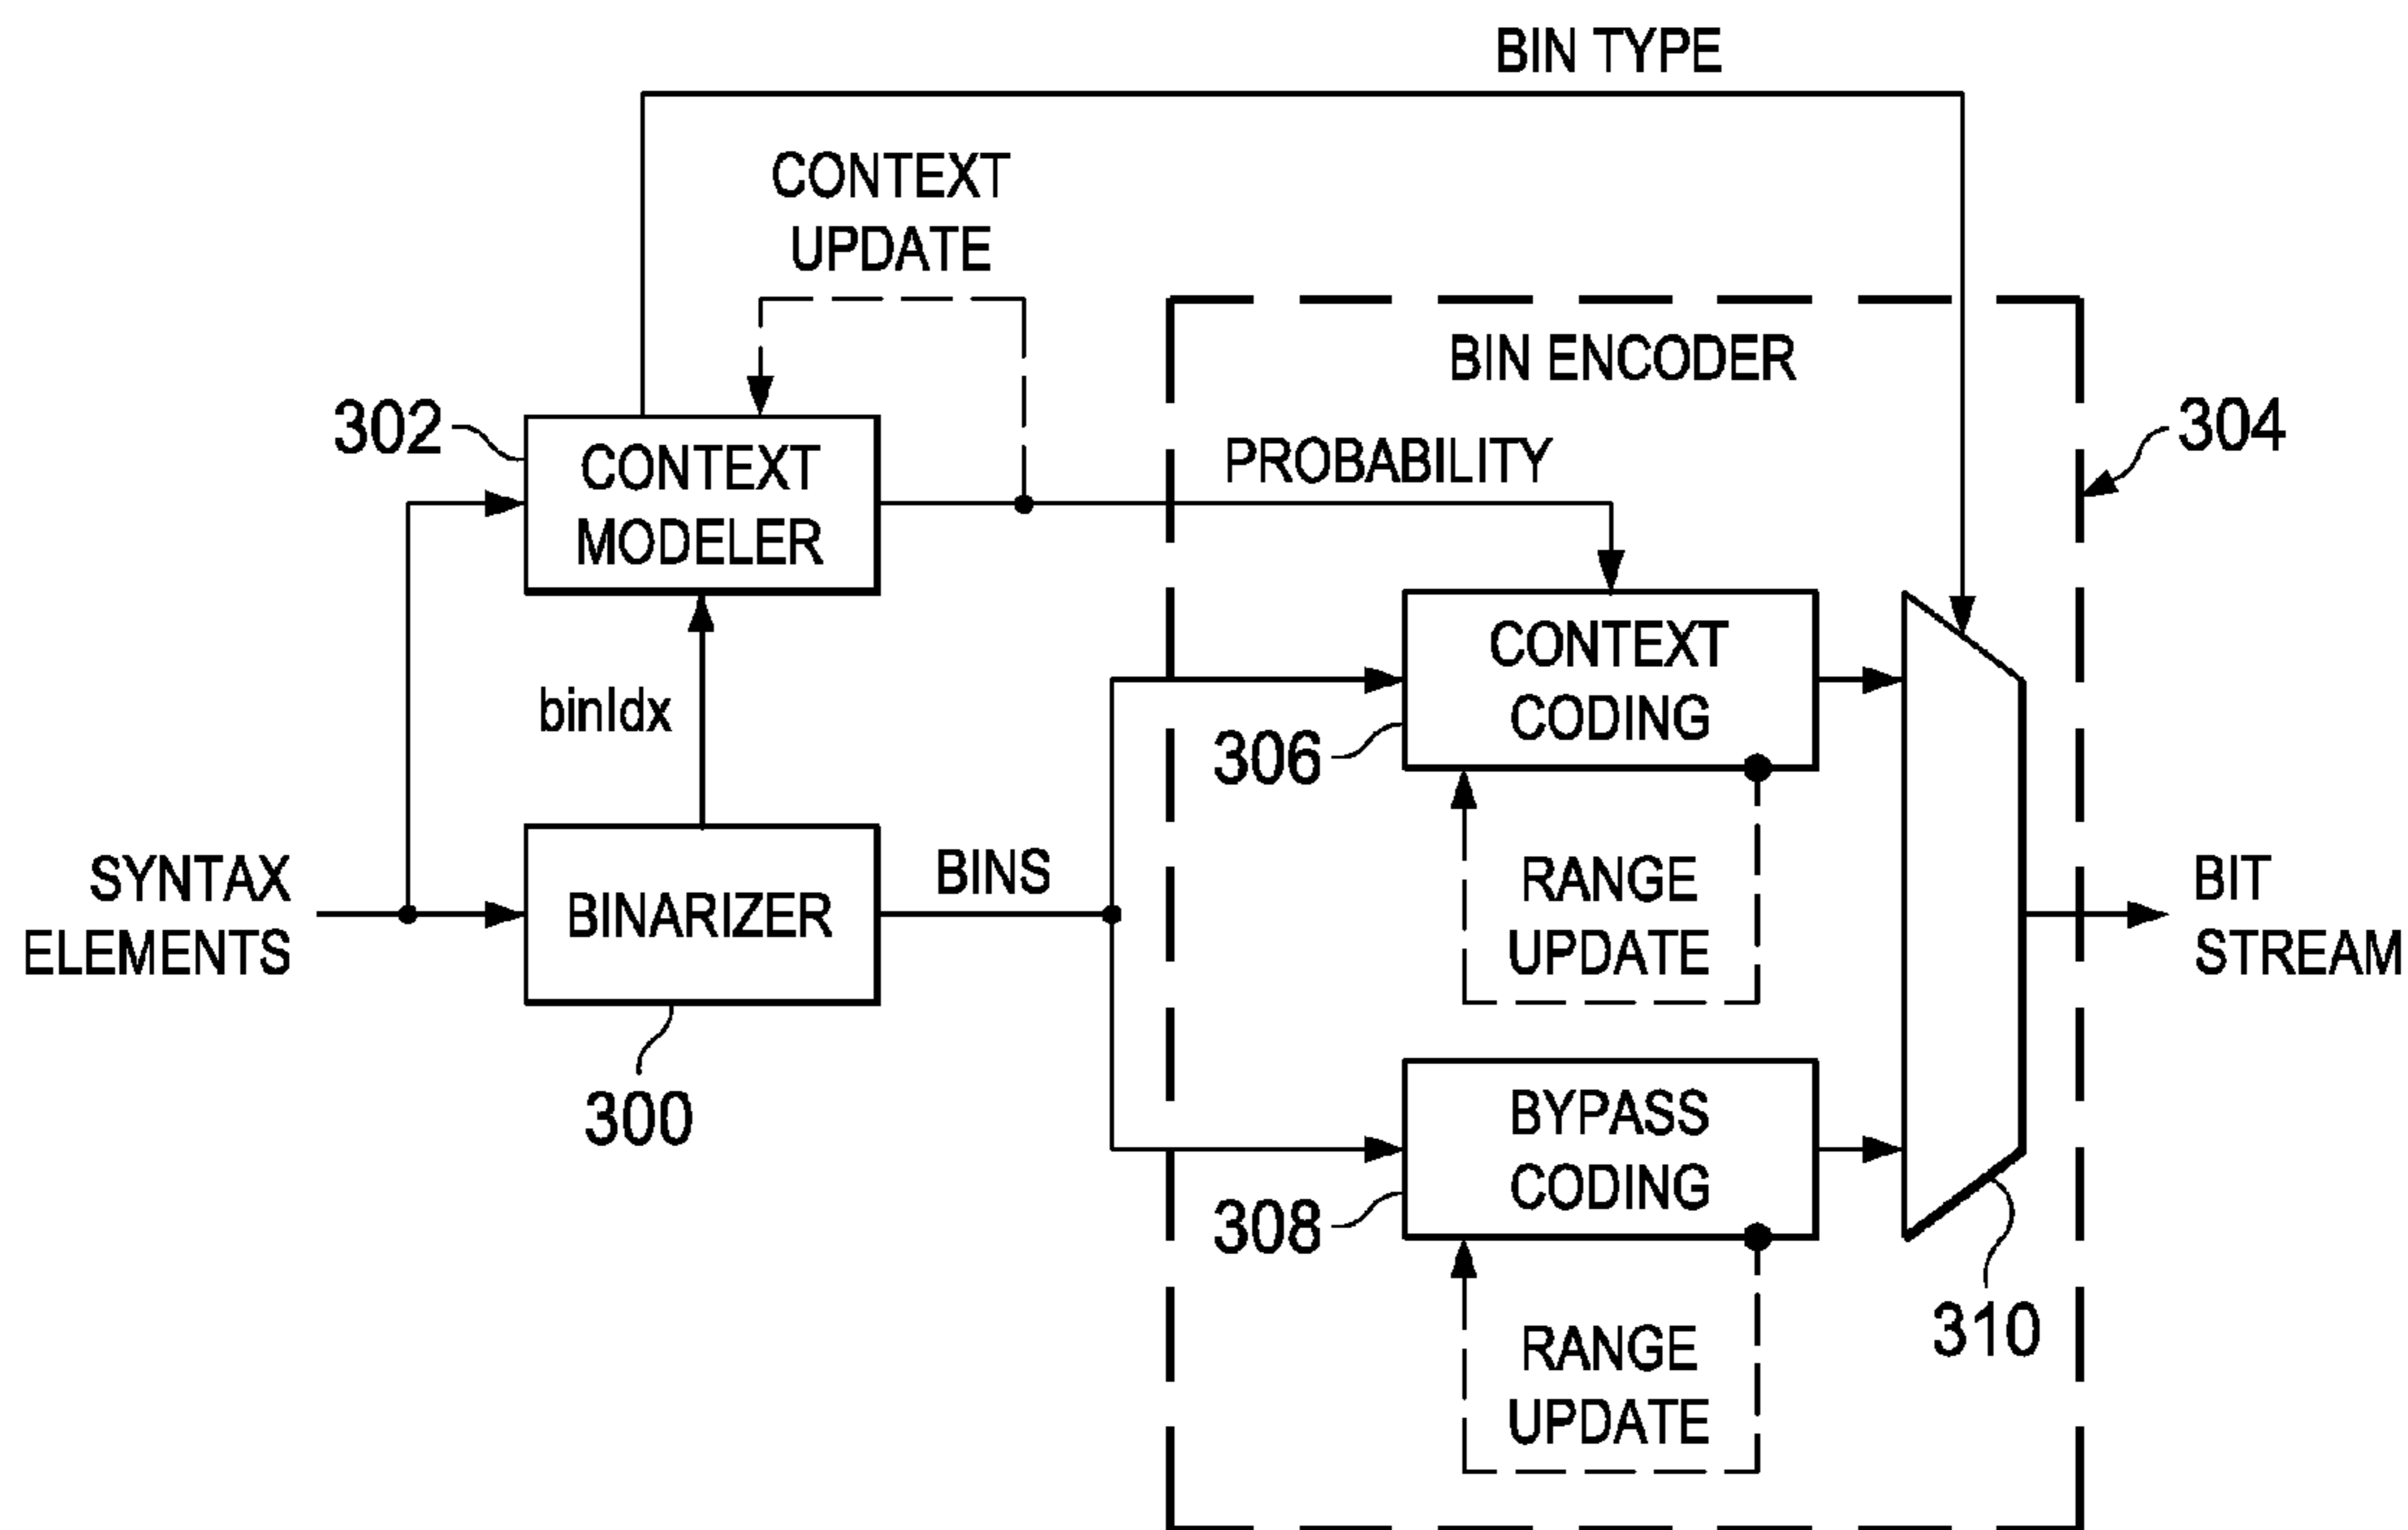 BIN TYPE
CONTEXT
UPDATE
BIN ENCODER
302
304
CONTEXT
MODELER
PROBABILITY
CONTEXT
CODING
binIdx
306
SYNTAX
ELEMENTS
BINARIZER
BINS
RANGE
UPDATE
BIT
STREAM
300
BYPASS
CODING
308
310
RANGE
UPDATE